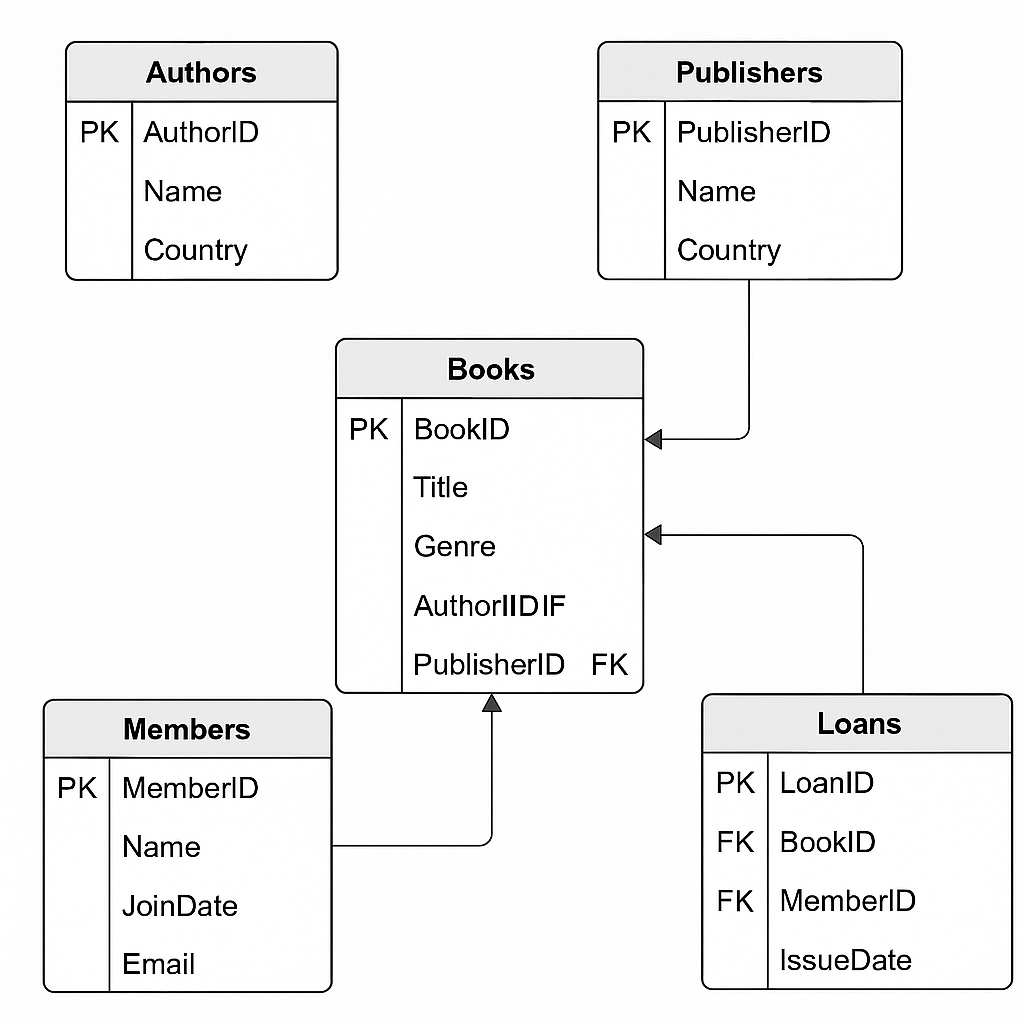 Authors
PK AuthorID
Name
Country
Publishers
PK PublisherID
Name
Country
Books
PK BookID
Title
Genre
AuthorIIDIF
PublisherID FK
Members
PK MemberID
Name
JoinDate
Email
Loans
PK LoanID
FK BookID
FK MemberID
IssueDate